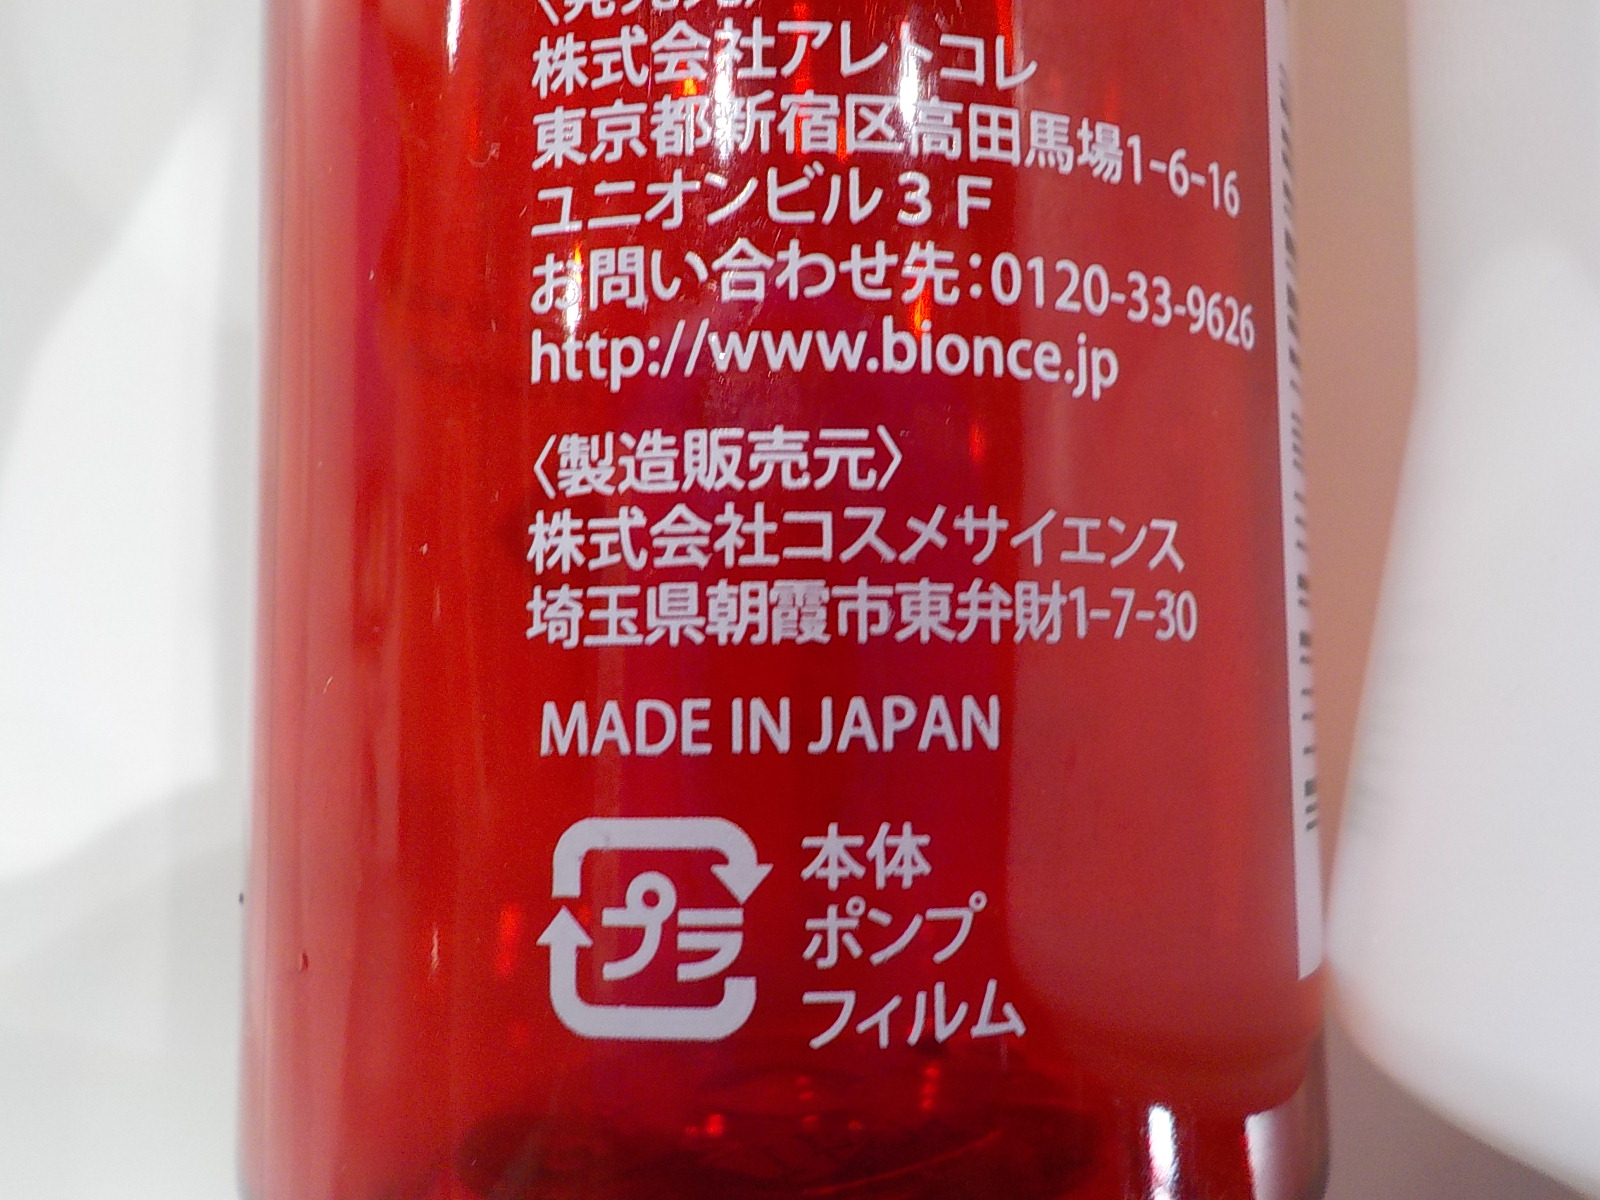 〈発売元〉
株式会社アレトコレ
東京都新宿区高田馬場1-6-16
ユニオンビル3F
お問い合わせ先:0120-33-9626
http://www.bionce.jp
〈製造販売元〉
株式会社コスメサイエンス
埼玉県朝霞市東弁財1-7-30
MADE IN JAPAN
プラ
本体
ポンプ
フィルム